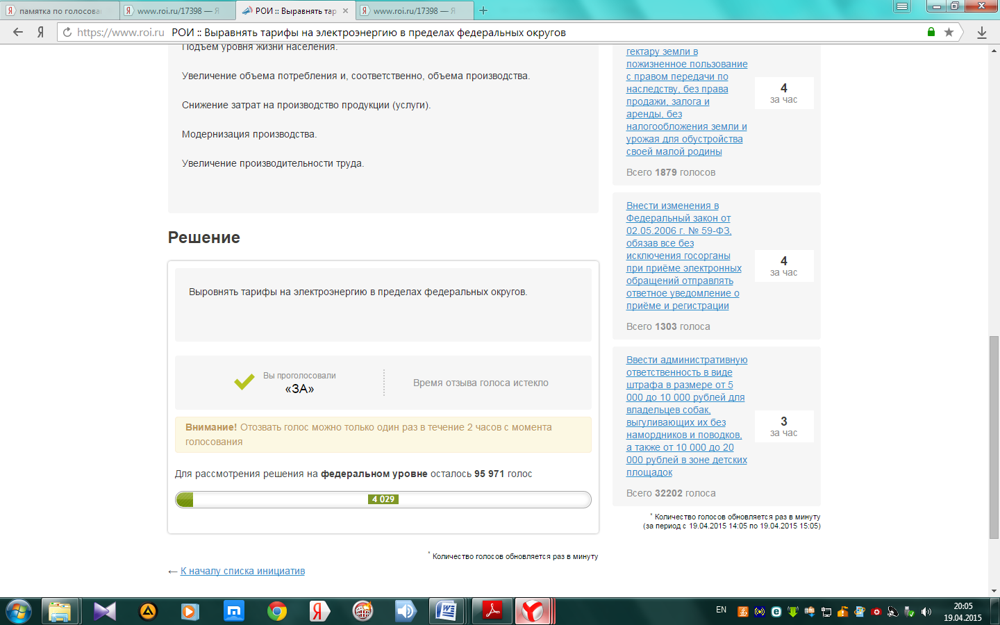 памятка по голосован
www.roi.ru/17398 — Я
РОИ :: Выравнять тар
www.roi.ru/17398 — Я
https://www.roi.ru РОИ :: Выравнять тарифы на электроэнергию в пределах федеральных округов
Подъем уровня жизни населения.
Увеличение объема потребления и, соответственно, объема производства.
Снижение затрат на производство продукции (услуги).
Модернизация производства.
Увеличение производительности труда.
Решение
Выровнять тарифы на электроэнергию в пределах федеральных округов.
Вы проголосовали
«ЗА»
Время отзыва голоса истекло
Внимание! Отозвать голос можно только один раз в течение 2 часов с момента
голосования
Для рассмотрения решения на федеральном уровне осталось 95 971 голос
4 029
* Количество голосов обновляется раз в минуту
← К началу списка инициатив
гектару земли в
пожизненное пользование
с правом передачи по
наследству, без права
продажи, залога и
аренды, без
налогообложения земли и
урожая для обустройства
своей малой родины
4
за час
Всего 1879 голосов
Внести изменения в
Федеральный закон от
02.05.2006 г. № 59-ФЗ,
обязав все без
исключения госорганы
при приёме электронных
обращений отправлять
ответное уведомление о
приёме и регистрации
4
за час
Всего 1303 голоса
Ввести административную
ответственность в виде
штрафа в размере от 5
000 до 10 000 рублей для
владельцев собак,
выгуливающих их без
намордников и поводков,
а также от 10 000 до 20
000 рублей в зоне детских
площадок
3
за час
Всего 32202 голоса
* Количество голосов обновляется раз в минуту
(за период с 19.04.2015 14:05 по 19.04.2015 15:05)
EN
20:05
19.04.2015